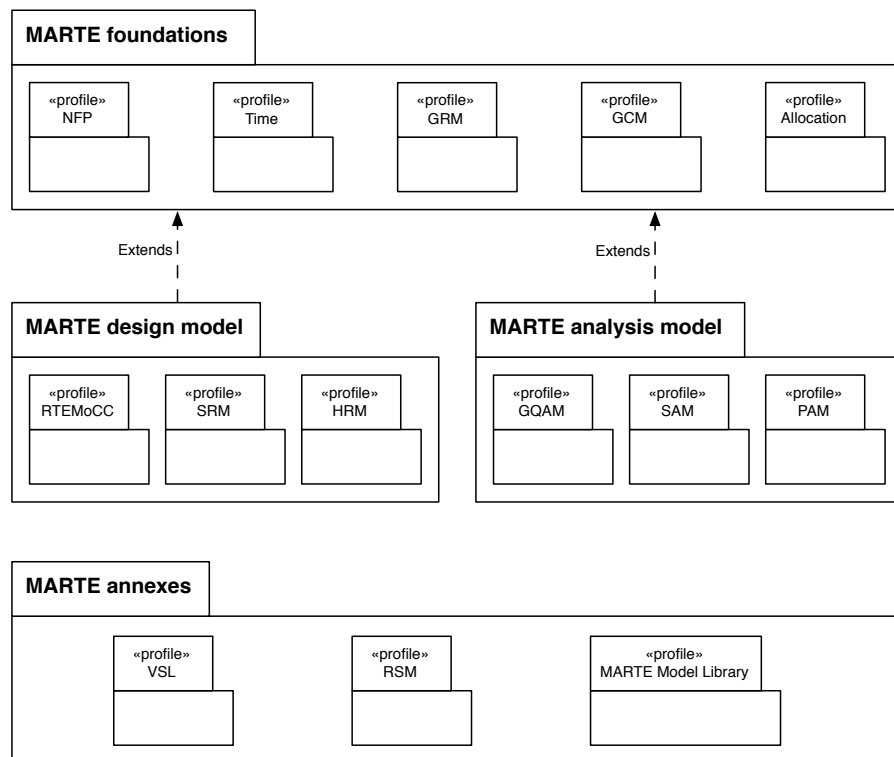 MARTE foundations
«profile»
NFP
«profile»
Time
«profile»
GRM
«profile»
GCM
«profile»
Allocation
Extends
Extends
MARTE design model
«profile»
RTEMoCC
«profile»
SRM
«profile»
HRM
MARTE analysis model
«profile»
GQAM
«profile»
SAM
«profile»
PAM
MARTE annexes
«profile»
VSL
«profile»
RSM
«profile»
MARTE Model Library